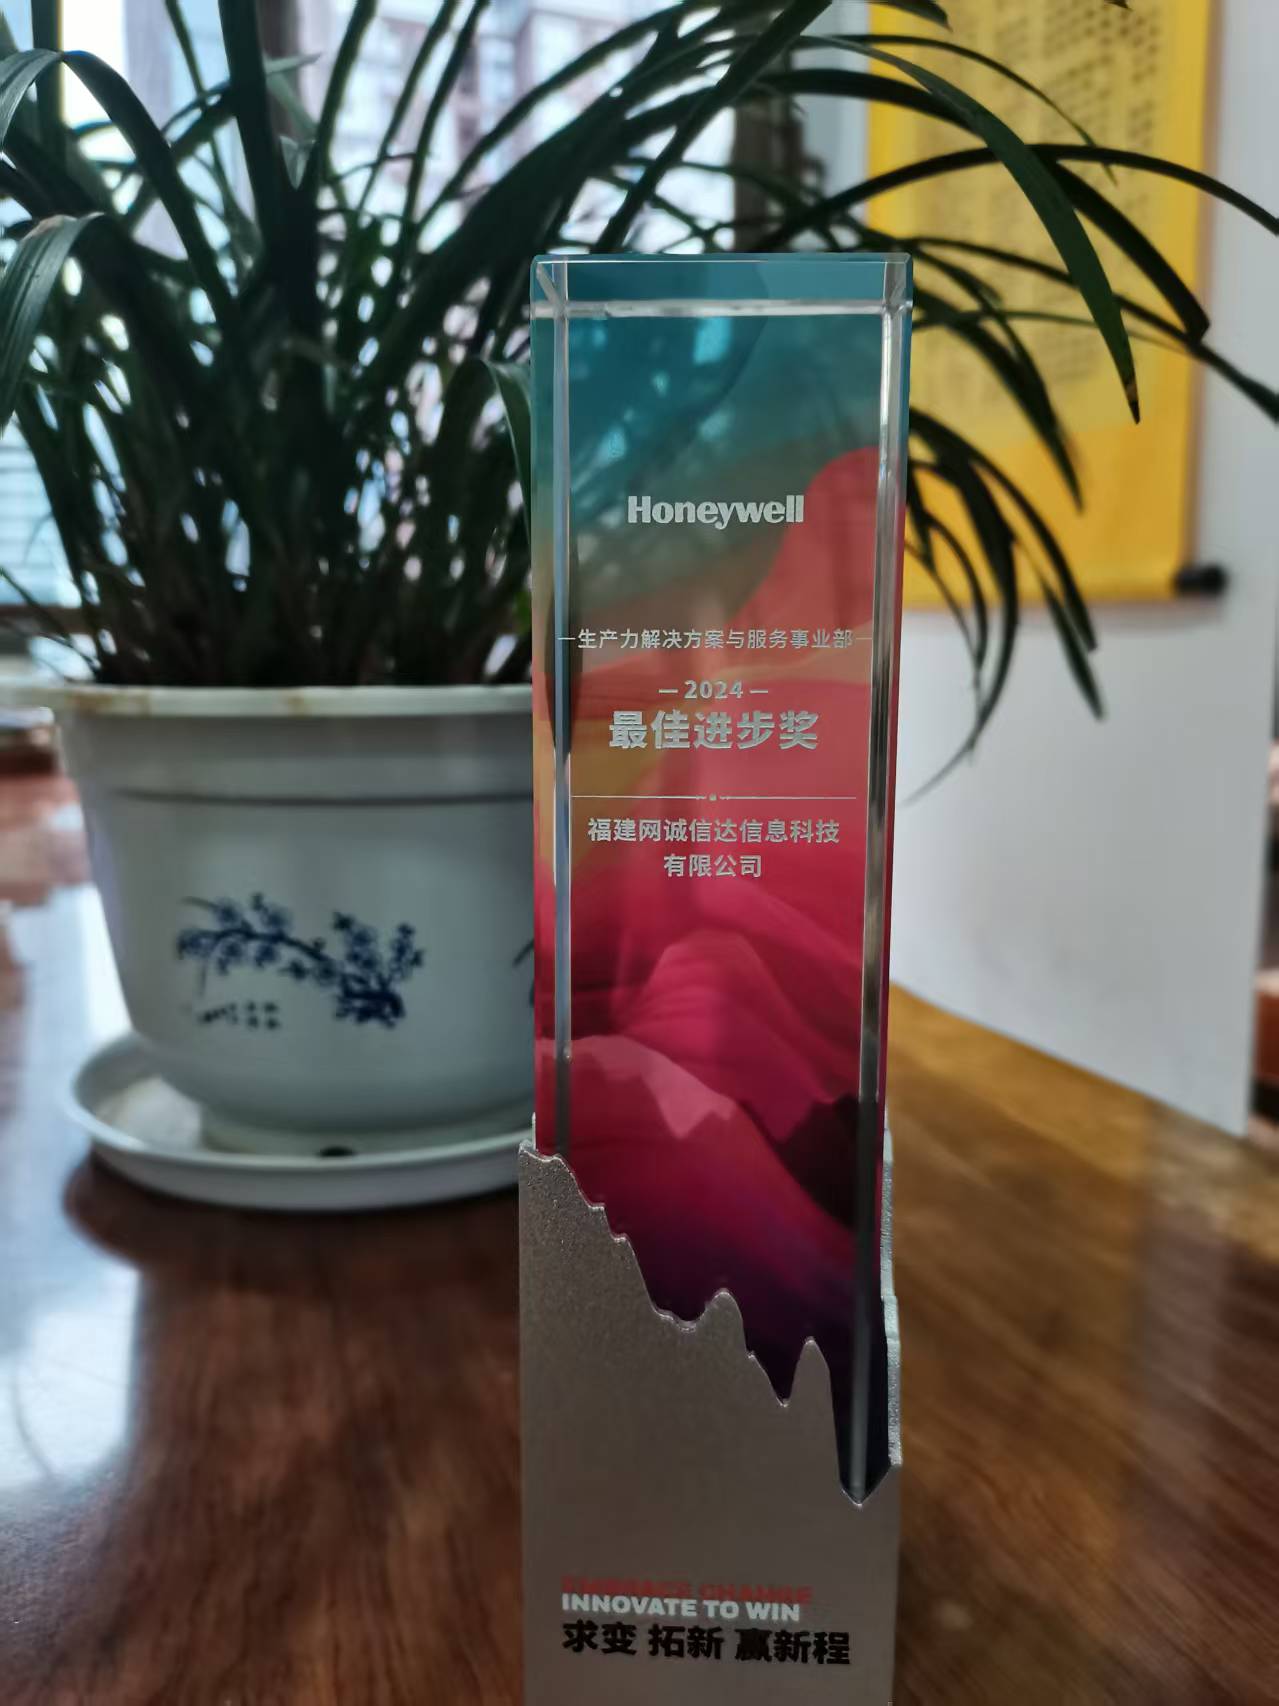 Honeywell
生产力解决方案与服务事业部
2024
最佳进步奖
福建网诚信达信息科技
有限公司
EMBRACE CHANGE
INNOVATE TO WIN
求变 拓新 赢新程